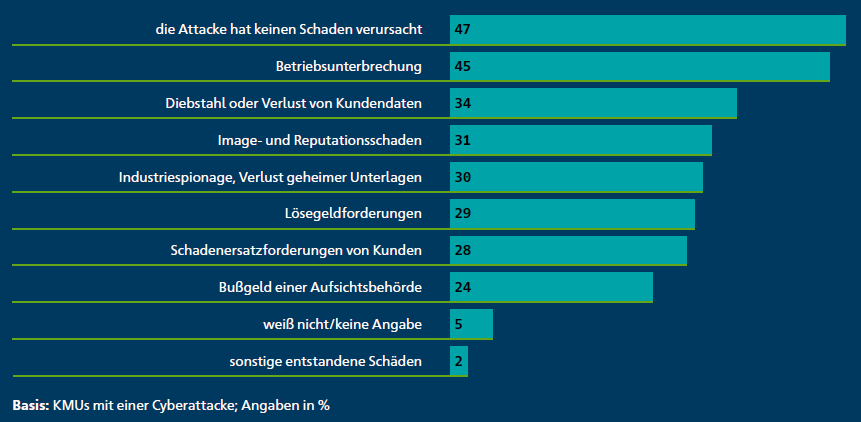 die Attacke hat keinen Schaden verursacht 47
Betriebsunterbrechung 45
Diebstahl oder Verlust von Kundendaten 34
Image- und Reputationsschaden 31
Industriespionage, Verlust geheimer Unterlagen 30
Lösegeldforderungen 29
Schadenersatzforderungen von Kunden 28
Bußgeld einer Aufsichtsbehörde 24
weiß nicht/keine Angabe 5
sonstige entstandene Schäden 2
Basis: KMUs mit einer Cyberattacke; Angaben in %